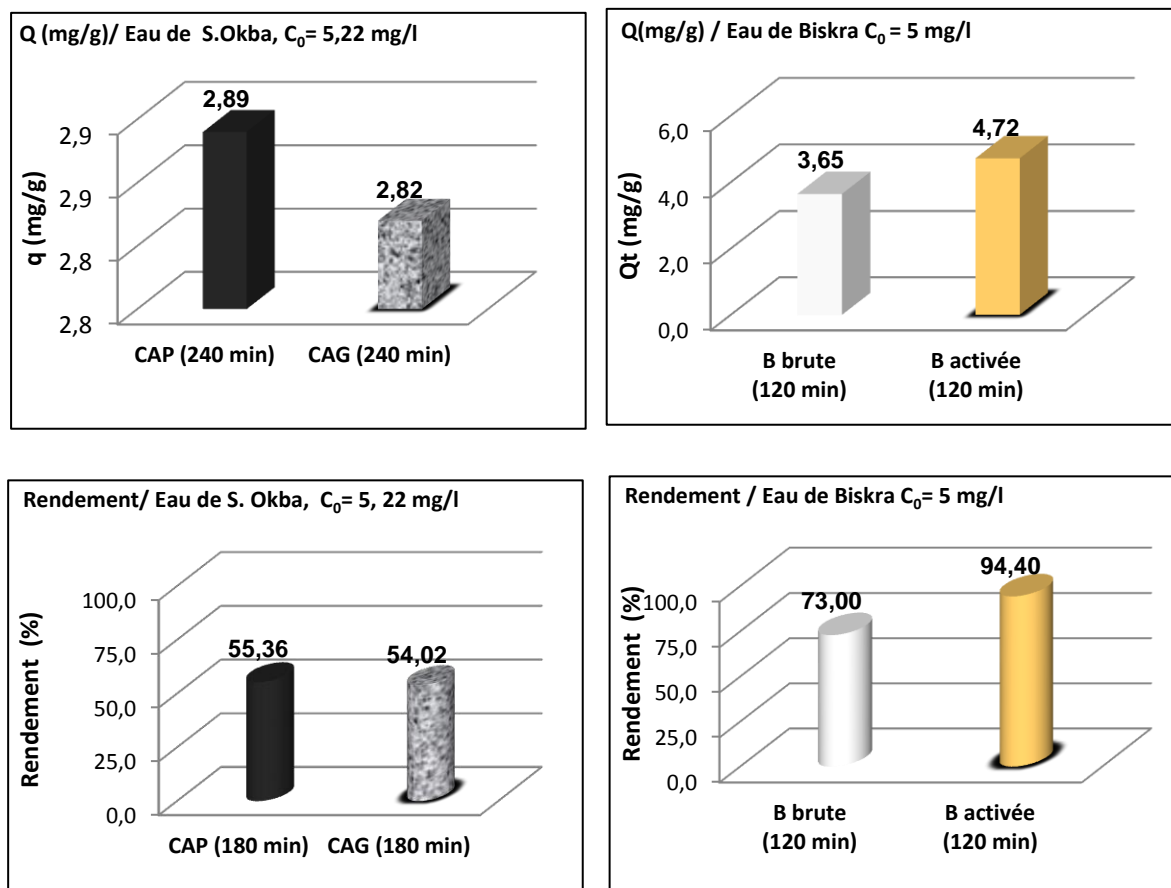 Q (mg/g)/ Eau de S.Okba, C₀= 5,22 mg/l
q (mg/g)
2,9
2,9
2,8
2,8
2,89
2,82
CAP (240 min)
CAG (240 min)
Q(mg/g) / Eau de Biskra C₀ = 5 mg/l
Qt (mg/g)
6,0
4,0
2,0
0,0
3,65
4,72
B brute
(120 min)
B activée
(120 min)
Rendement/ Eau de S. Okba, C₀= 5, 22 mg/l
Rendement (%)
100,0
75,0
50,0
25,0
0,0
55,36
54,02
CAP (180 min)
CAG (180 min)
Rendement / Eau de Biskra C₀= 5 mg/l
Rendement (%)
100,0
75,0
50,0
25,0
0,0
73,00
94,40
B brute
(120 min)
B activée
(120 min)